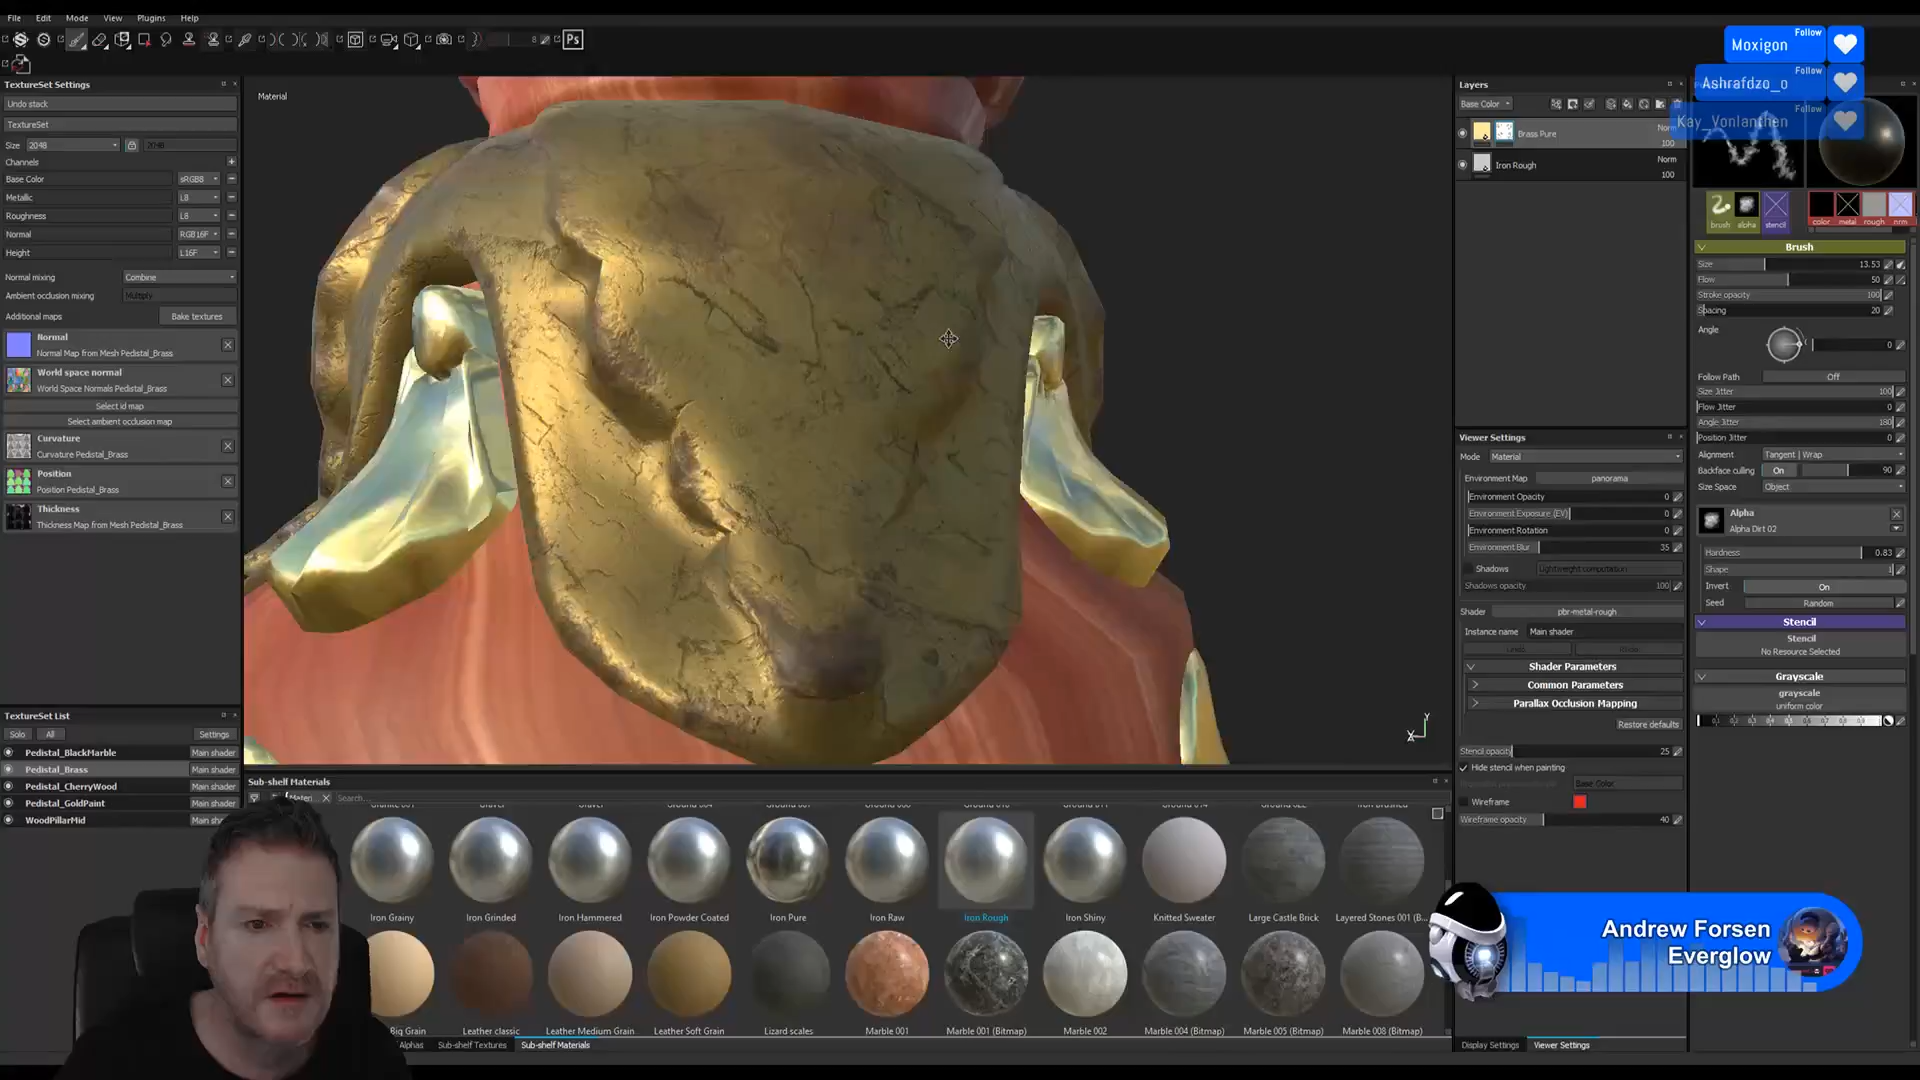 File Edit Mode View Plugins Help
8 Ps
TextureSet Settings
Undo stack
TextureSet
Size 2048 2048
Channels
Base Color sRGB8
Metallic L8
Roughness L8
Normal RGB16F
Height L16F
Normal mixing Combine
Ambient occlusion mixing Multiply
Additional maps Bake textures
Normal
Normal Map from Mesh Pedistal_Brass
World space normal
World Space Normals Pedistal_Brass
Select id map
Select ambient occlusion map
Curvature
Curvature Pedistal_Brass
Position
Position Pedistal_Brass
Thickness
Thickness Map from Mesh Pedistal_Brass
TextureSet List
Solo All Settings
Pedistal_BlackMarble Main shader
Pedistal_Brass Main shader
Pedistal_CherryWood Main shader
Pedistal_GoldPaint Main shader
WoodPillarMid Main sh
Material
Y
X
Sub-shelf Materials
Materi Search...
Iron Grainy Iron Grinded Iron Hammered Iron Powder Coated Iron Pure Iron Raw Iron Rough Iron Shiny Knitted Sweater Large Castle Brick Layered Stones 001 (B...
Big Grain Leather classic Leather Medium Grain Leather Soft Grain Lizard scales Marble 001 Marble 001 (Bitmap) Marble 002 Marble 004 (Bitmap) Marble 005 (Bitmap) Marble 008 (Bitmap)
Alphas Sub-shelf Textures Sub-shelf Materials
Layers
Base Color
Brass Pure Norm
100
Iron Rough Norm
100
Viewer Settings
Mode Material
Environment Map panorama
Environment Opacity 0
Environment Exposure (EV) 0
Environment Rotation 0
Environment Blur 35
Shadows Lightweight computation
Shadows opacity 100
Shader pbr-metal-rough
Instance name Main shader
Shader Parameters
Common Parameters
Parallax Occlusion Mapping
Restore defaults
Stencil opacity 25
Hide stencil when painting
Base Color
Wireframe
Wireframe opacity 40
Display Settings Viewer Settings
Moxigon Follow
Ashrafdzo_o Follow
Kay_Vonlanthen Follow
brush alpha stencil color metal rough nrm
Brush
Size 13.53
Flow 50
Stroke opacity 100
Spacing 20
Angle 0
Follow Path Off
Size Jitter 100
Flow Jitter 0
Angle Jitter 180
Position Jitter 0
Alignment Tangent | Wrap
Backface culling On 90
Size Space Object
Alpha
Alpha Dirt 02
Hardness 0.83
Shape 1
Invert On
Seed Random
Stencil
Stencil
No Resource Selected
Grayscale
grayscale
uniform color
Andrew Forsen
Everglow